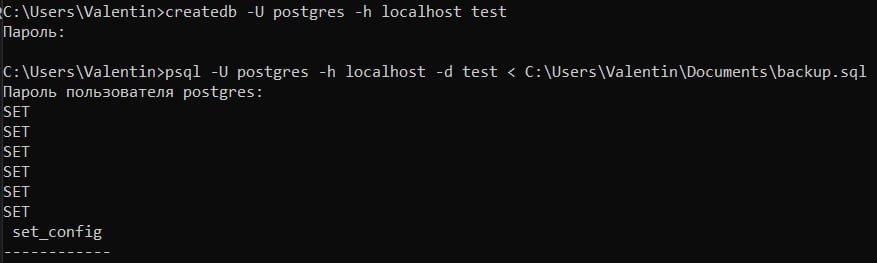 C:\Users\Valentin>createdb -U postgres -h localhost test
Пароль:
C:\Users\Valentin>psql -U postgres -h localhost -d test < C:\Users\Valentin\Documents\backup.sql
Пароль пользователя postgres:
SET
SET
SET
SET
SET
SET
set_config
------------